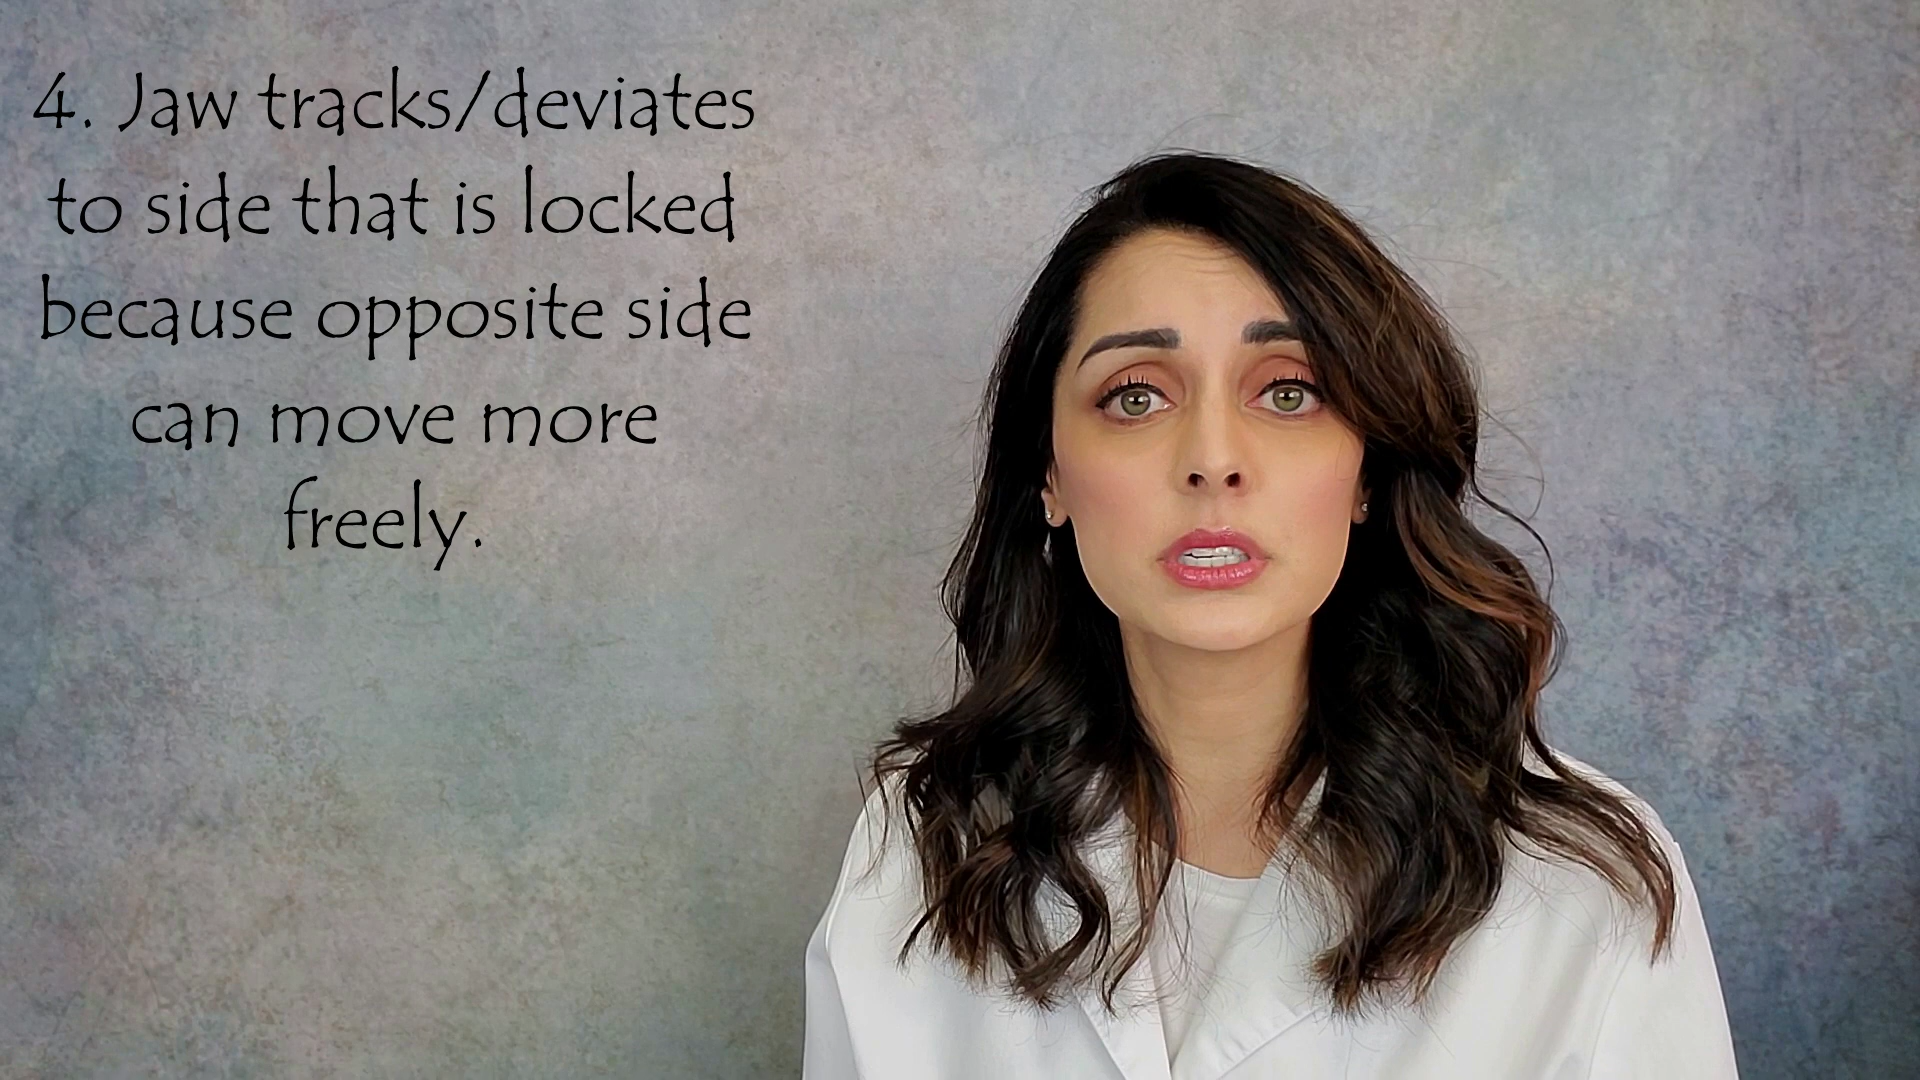 4. Jaw tracks/deviates
to side that is locked
because opposite side
can move more
freely.